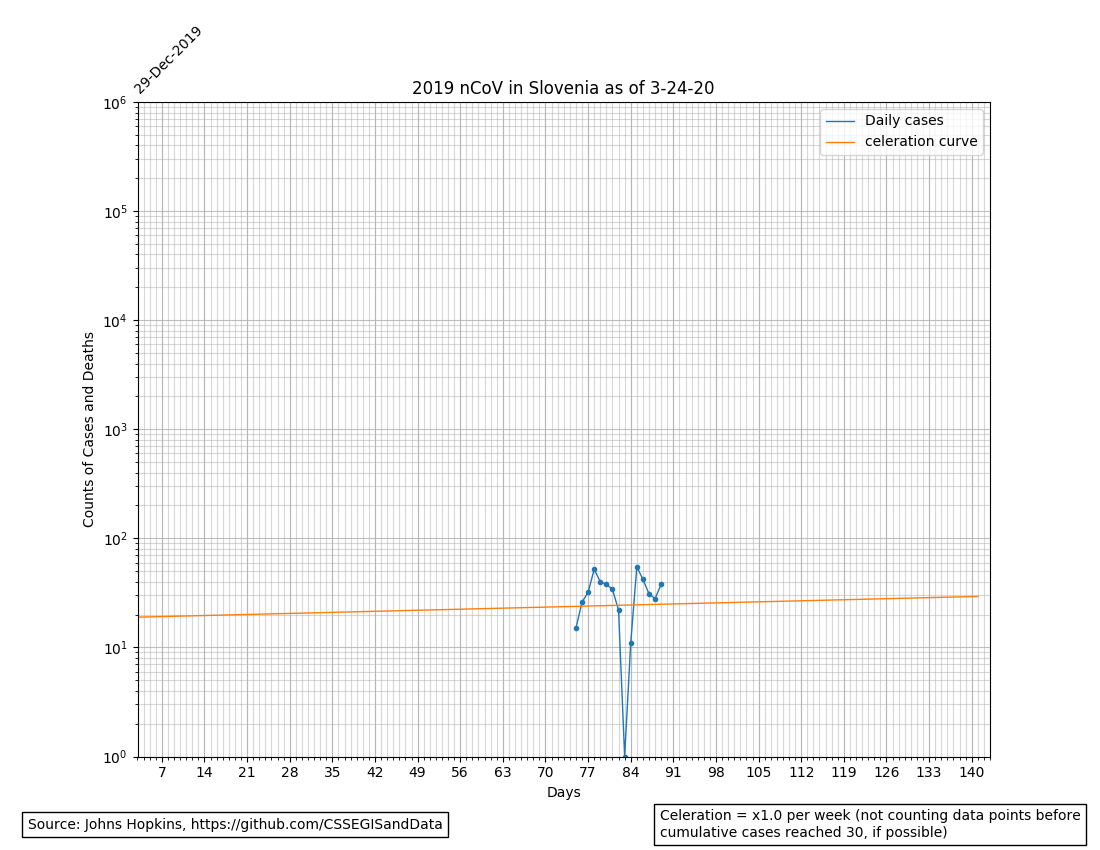 29-Dec-2019
2019 nCoV in Slovenia as of 3-24-20
Daily cases
celeration curve
Counts of Cases and Deaths
10^6
10^5
10^4
10^3
10^2
10^1
10^0
7 14 21 28 35 42 49 56 63 70 77 84 91 98 105 112 119 126 133 140
Days
Source: Johns Hopkins, https://github.com/CSSEGISandData
Celeration = x1.0 per week (not counting data points before
cumulative cases reached 30, if possible)